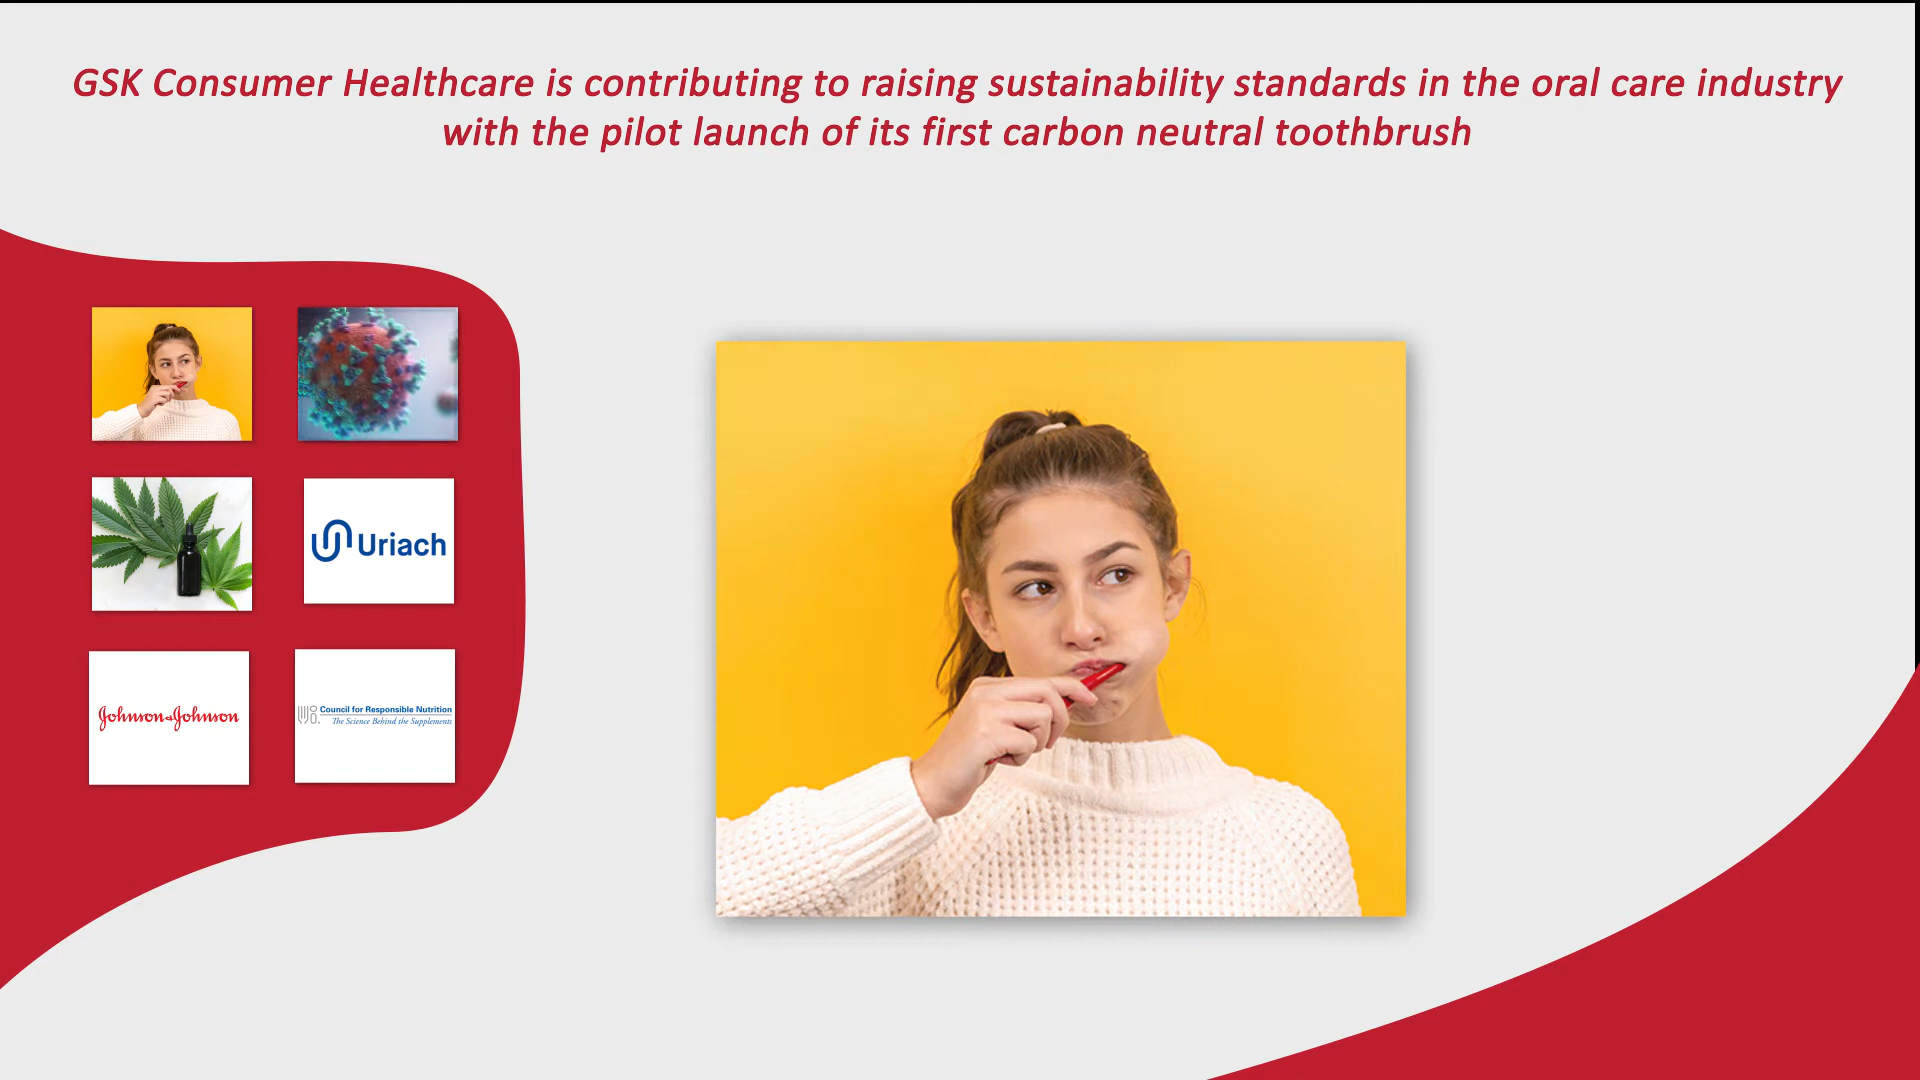 GSK Consumer Healthcare is contributing to raising sustainability standards in the oral care industry
with the pilot launch of its first carbon neutral toothbrush
Uriach
Johnson & Johnson
Council for Responsible Nutrition
The Science Behind the Supplements